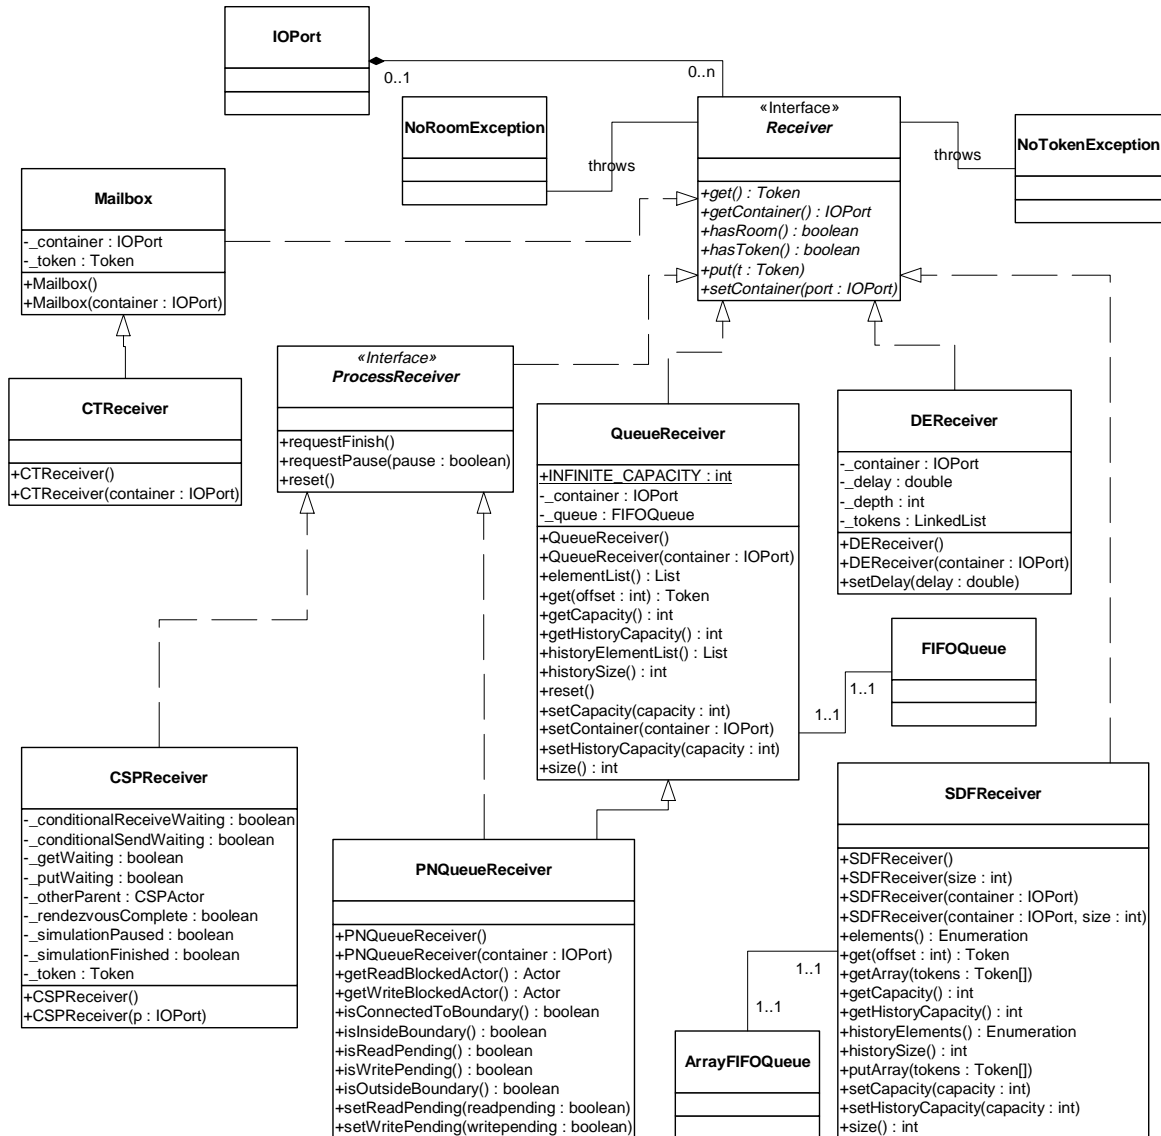 IOPort
0..1
0..n
NoRoomException
throws
«Interface»
Receiver
+get() : Token
+getContainer() : IOPort
+hasRoom() : boolean
+hasToken() : boolean
+put(t : Token)
+setContainer(port : IOPort)
throws
NoTokenException
Mailbox
-_container : IOPort
-_token : Token
+Mailbox()
+Mailbox(container : IOPort)
CTReceiver
+CTReceiver()
+CTReceiver(container : IOPort)
«Interface»
ProcessReceiver
+requestFinish()
+requestPause(pause : boolean)
+reset()
QueueReceiver
+INFINITE_CAPACITY : int
-_container : IOPort
-_queue : FIFOQueue
+QueueReceiver()
+QueueReceiver(container : IOPort)
+elementList() : List
+get(offset : int) : Token
+getCapacity() : int
+getHistoryCapacity() : int
+historyElementList() : List
+historySize() : int
+reset()
+setCapacity(capacity : int)
+setContainer(container : IOPort)
+setHistoryCapacity(capacity : int)
+size() : int
DEReceiver
-_container : IOPort
-_delay : double
-_depth : int
-_tokens : LinkedList
+DEReceiver()
+DEReceiver(container : IOPort)
+setDelay(delay : double)
FIFOQueue
1..1
1..1
CSPReceiver
-_conditionalReceiveWaiting : boolean
-_conditionalSendWaiting : boolean
-_getWaiting : boolean
-_putWaiting : boolean
-_otherParent : CSPActor
-_rendezvousComplete : boolean
-_simulationPaused : boolean
-_simulationFinished : boolean
-_token : Token
+CSPReceiver()
+CSPReceiver(p : IOPort)
PNQueueReceiver
+PNQueueReceiver()
+PNQueueReceiver(container : IOPort)
+getReadBlockedActor() : Actor
+getWriteBlockedActor() : Actor
+isConnectedToBoundary() : boolean
+isInsideBoundary() : boolean
+isReadPending() : boolean
+isWritePending() : boolean
+isOutsideBoundary() : boolean
+setReadPending(readpending : boolean)
+setWritePending(writepending : boolean)
SDFReceiver
+SDFReceiver()
+SDFReceiver(size : int)
+SDFReceiver(container : IOPort)
+SDFReceiver(container : IOPort, size : int)
+elements() : Enumeration
+get(offset : int) : Token
+getArray(tokens : Token[])
+getCapacity() : int
+getHistoryCapacity() : int
+historyElements() : Enumeration
+historySize() : int
+putArray(tokens : Token[])
+setCapacity(capacity : int)
+setHistoryCapacity(capacity : int)
+size() : int
1..1
1..1
ArrayFIFOQueue